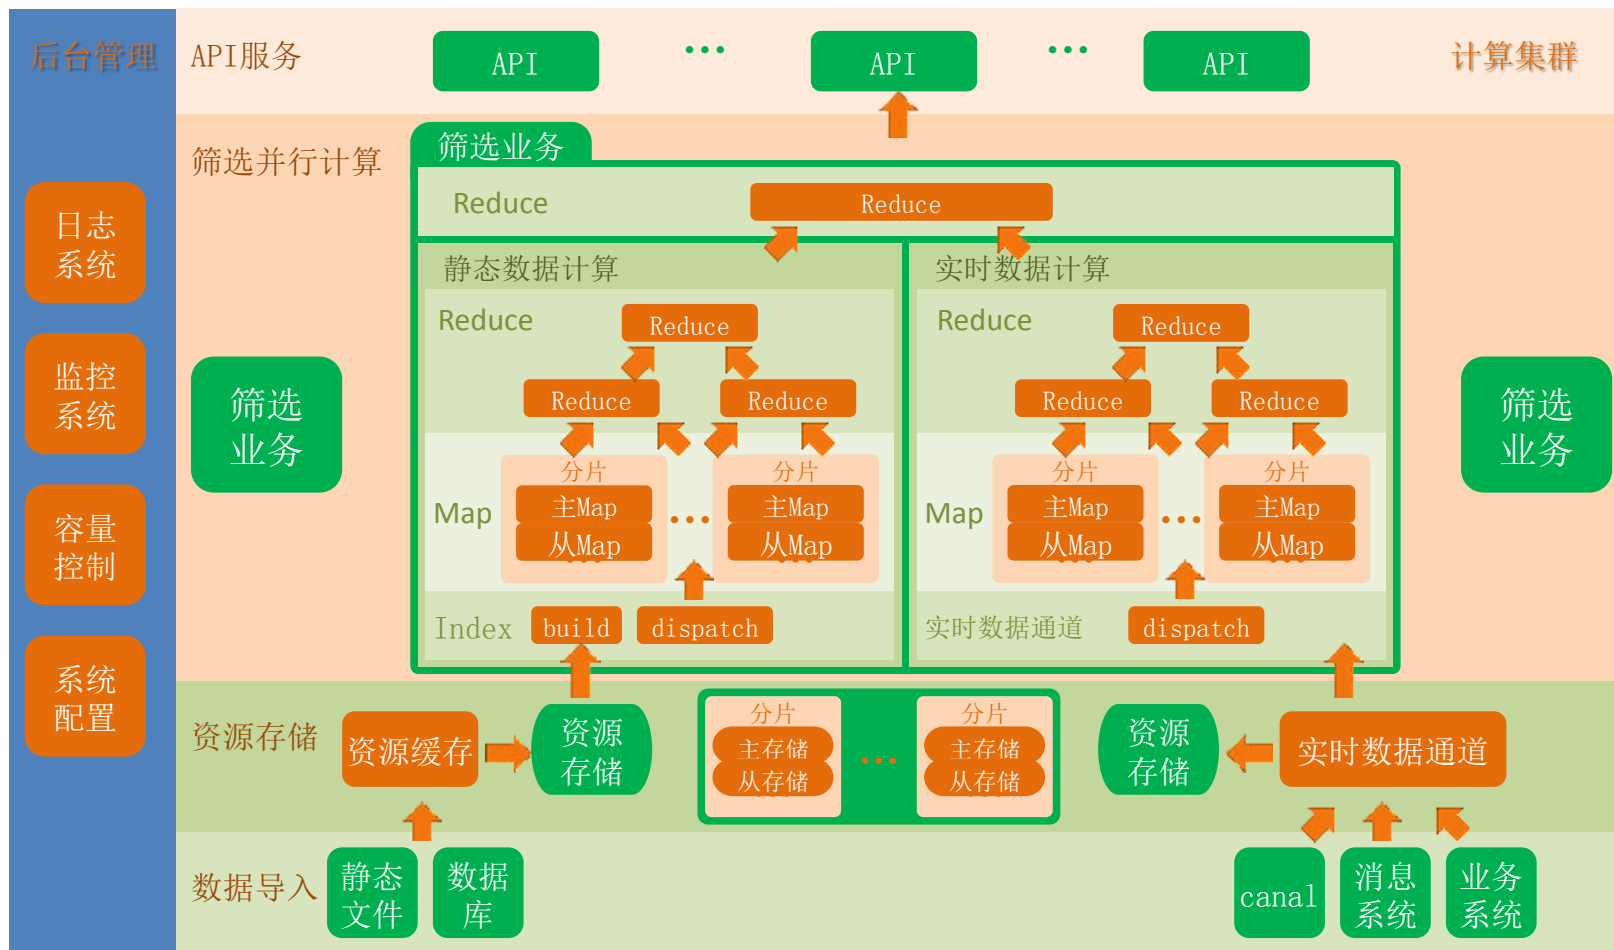 后台管理
日志
系统
监控
系统
容量
控制
系统
配置
API服务
API
...
API
...
API
计算集群
筛选并行计算
筛选业务
Reduce
Reduce
静态数据计算
实时数据计算
Reduce
Reduce
Reduce
Reduce
Reduce
Reduce
Reduce
Reduce
筛选
业务
筛选
业务
Map
分片
主Map
从Map
...
...
分片
主Map
从Map
...
Map
分片
主Map
从Map
...
...
分片
主Map
从Map
...
Index
build
dispatch
实时数据通道
dispatch
资源存储
资源缓存
资源
存储
分片
主存储
从存储
...
...
分片
主存储
从存储
...
资源
存储
实时数据通道
数据导入
静态
文件
数据
库
canal
消息
系统
业务
系统